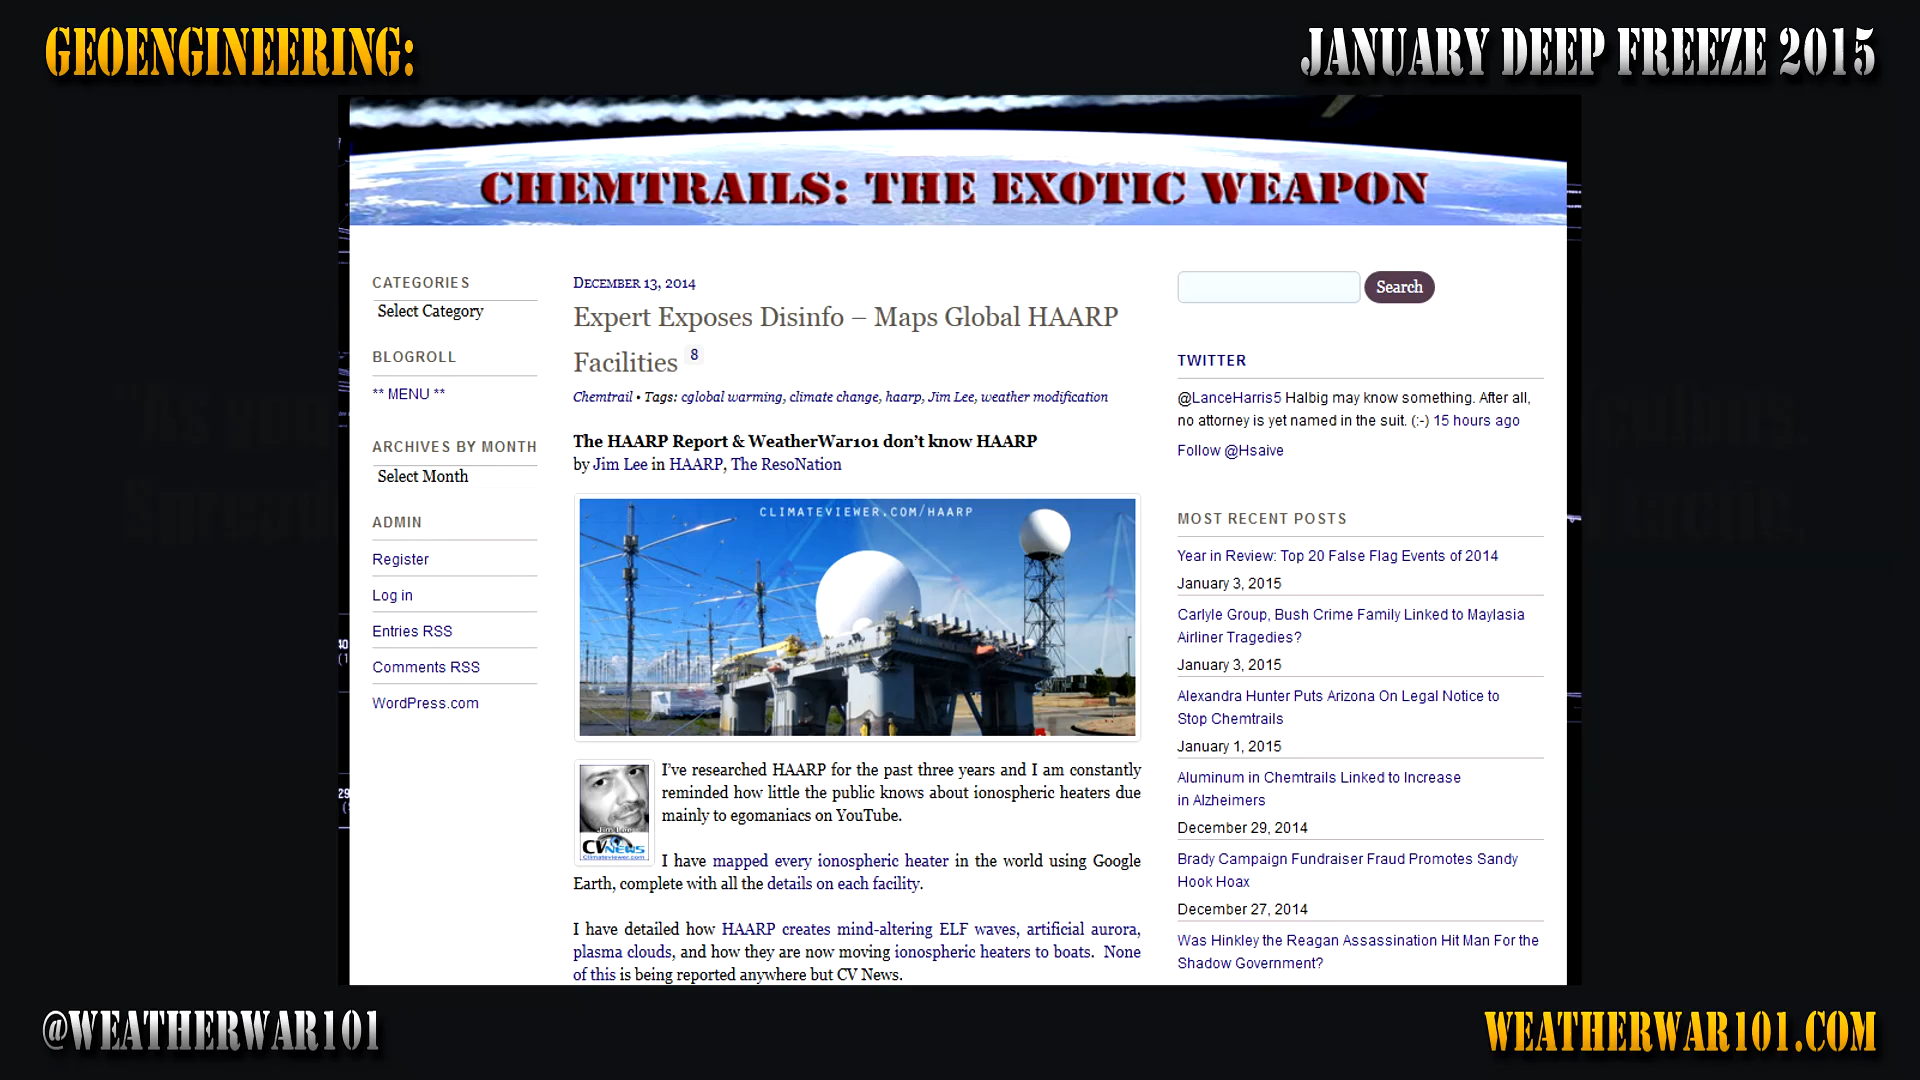 GEOENGINEERING:
JANUARY DEEP FREEZE 2015
CHEMTRAILS: THE EXOTIC WEAPON
CATEGORIES
Select Category
BLOGROLL
** MENU **
ARCHIVES BY MONTH
Select Month
ADMIN
Register
Log in
Entries RSS
Comments RSS
WordPress.com
DECEMBER 13, 2014
Expert Exposes Disinfo – Maps Global HAARP
Facilities 8
Chemtrail • Tags: cglobal warming, climate change, haarp, Jim Lee, weather modification
The HAARP Report & WeatherWar101 don't know HAARP
by Jim Lee in HAARP, The ResoNation
CLIMATEVIEWER.COM/HAARP
Jim Lee
CV NEWS
Climateviewer.com
I've researched HAARP for the past three years and I am constantly
reminded how little the public knows about ionospheric heaters due
mainly to egomaniacs on YouTube.
I have mapped every ionospheric heater in the world using Google
Earth, complete with all the details on each facility.
I have detailed how HAARP creates mind-altering ELF waves, artificial aurora,
plasma clouds, and how they are now moving ionospheric heaters to boats. None
of this is being reported anywhere but CV News.
Search
TWITTER
@LanceHarris5 Halbig may know something. After all,
no attorney is yet named in the suit. (:-) 15 hours ago
Follow @Hsaive
MOST RECENT POSTS
Year in Review: Top 20 False Flag Events of 2014
January 3, 2015
Carlyle Group, Bush Crime Family Linked to Maylasia
Airliner Tragedies?
January 3, 2015
Alexandra Hunter Puts Arizona On Legal Notice to
Stop Chemtrails
January 1, 2015
Aluminum in Chemtrails Linked to Increase
in Alzheimers
December 29, 2014
Brady Campaign Fundraiser Fraud Promotes Sandy
Hook Hoax
December 27, 2014
Was Hinkley the Reagan Assassination Hit Man For the
Shadow Government?
@WEATHERWAR101
WEATHERWAR101.COM